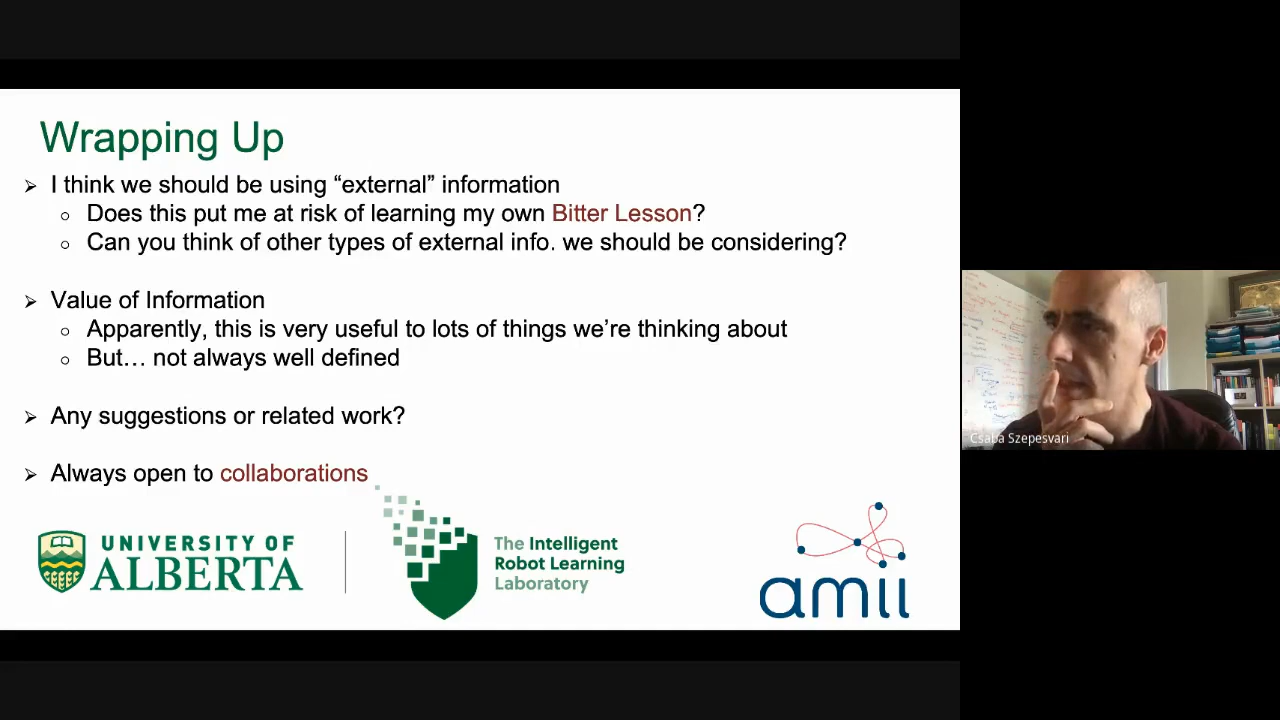 Wrapping Up
➢ I think we should be using “external” information
○ Does this put me at risk of learning my own Bitter Lesson?
○ Can you think of other types of external info. we should be considering?
➢ Value of Information
○ Apparently, this is very useful to lots of things we’re thinking about
○ But… not always well defined
➢ Any suggestions or related work?
➢ Always open to collaborations
UNIVERSITY OF
ALBERTA
The Intelligent
Robot Learning
Laboratory
amii
Csaba Szepesvari